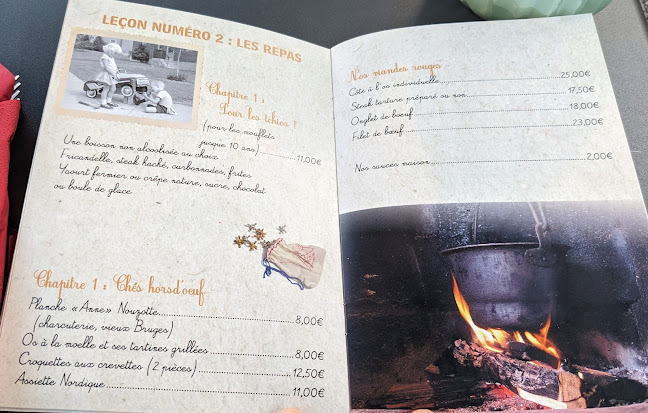 LEÇON NUMÉRO 2 : LES REPAS
Chapitre 1 :
Pour les tchios !
(pour les mouflets
jusque 10 ans)..................11,00€
Une boisson non alcoolisée au choix
Fricandelle, steak haché, carbonnades, frites
Yaourt fermier ou crêpe nature, sucre, chocolat
ou boule de glace
Chapitre 1 : Chés horsd'oeuf
Planche «Anne» Nourotte..................8,00€
(charcuterie, vieux Bruges)
Os à la moelle et ses tartines grillées..................8,00€
Croquettes aux crevettes (2 pièces)..................12,50€
Assiette Nordique..................11,00€
Nos viandes rouges
Côte à l'os individuelle..................25,00€
Steak tartare préparé ou non..................17,50€
Onglet de boeuf..................18,00€
Filet de boeuf..................23,00€
Nos sauces maison..................2,00€